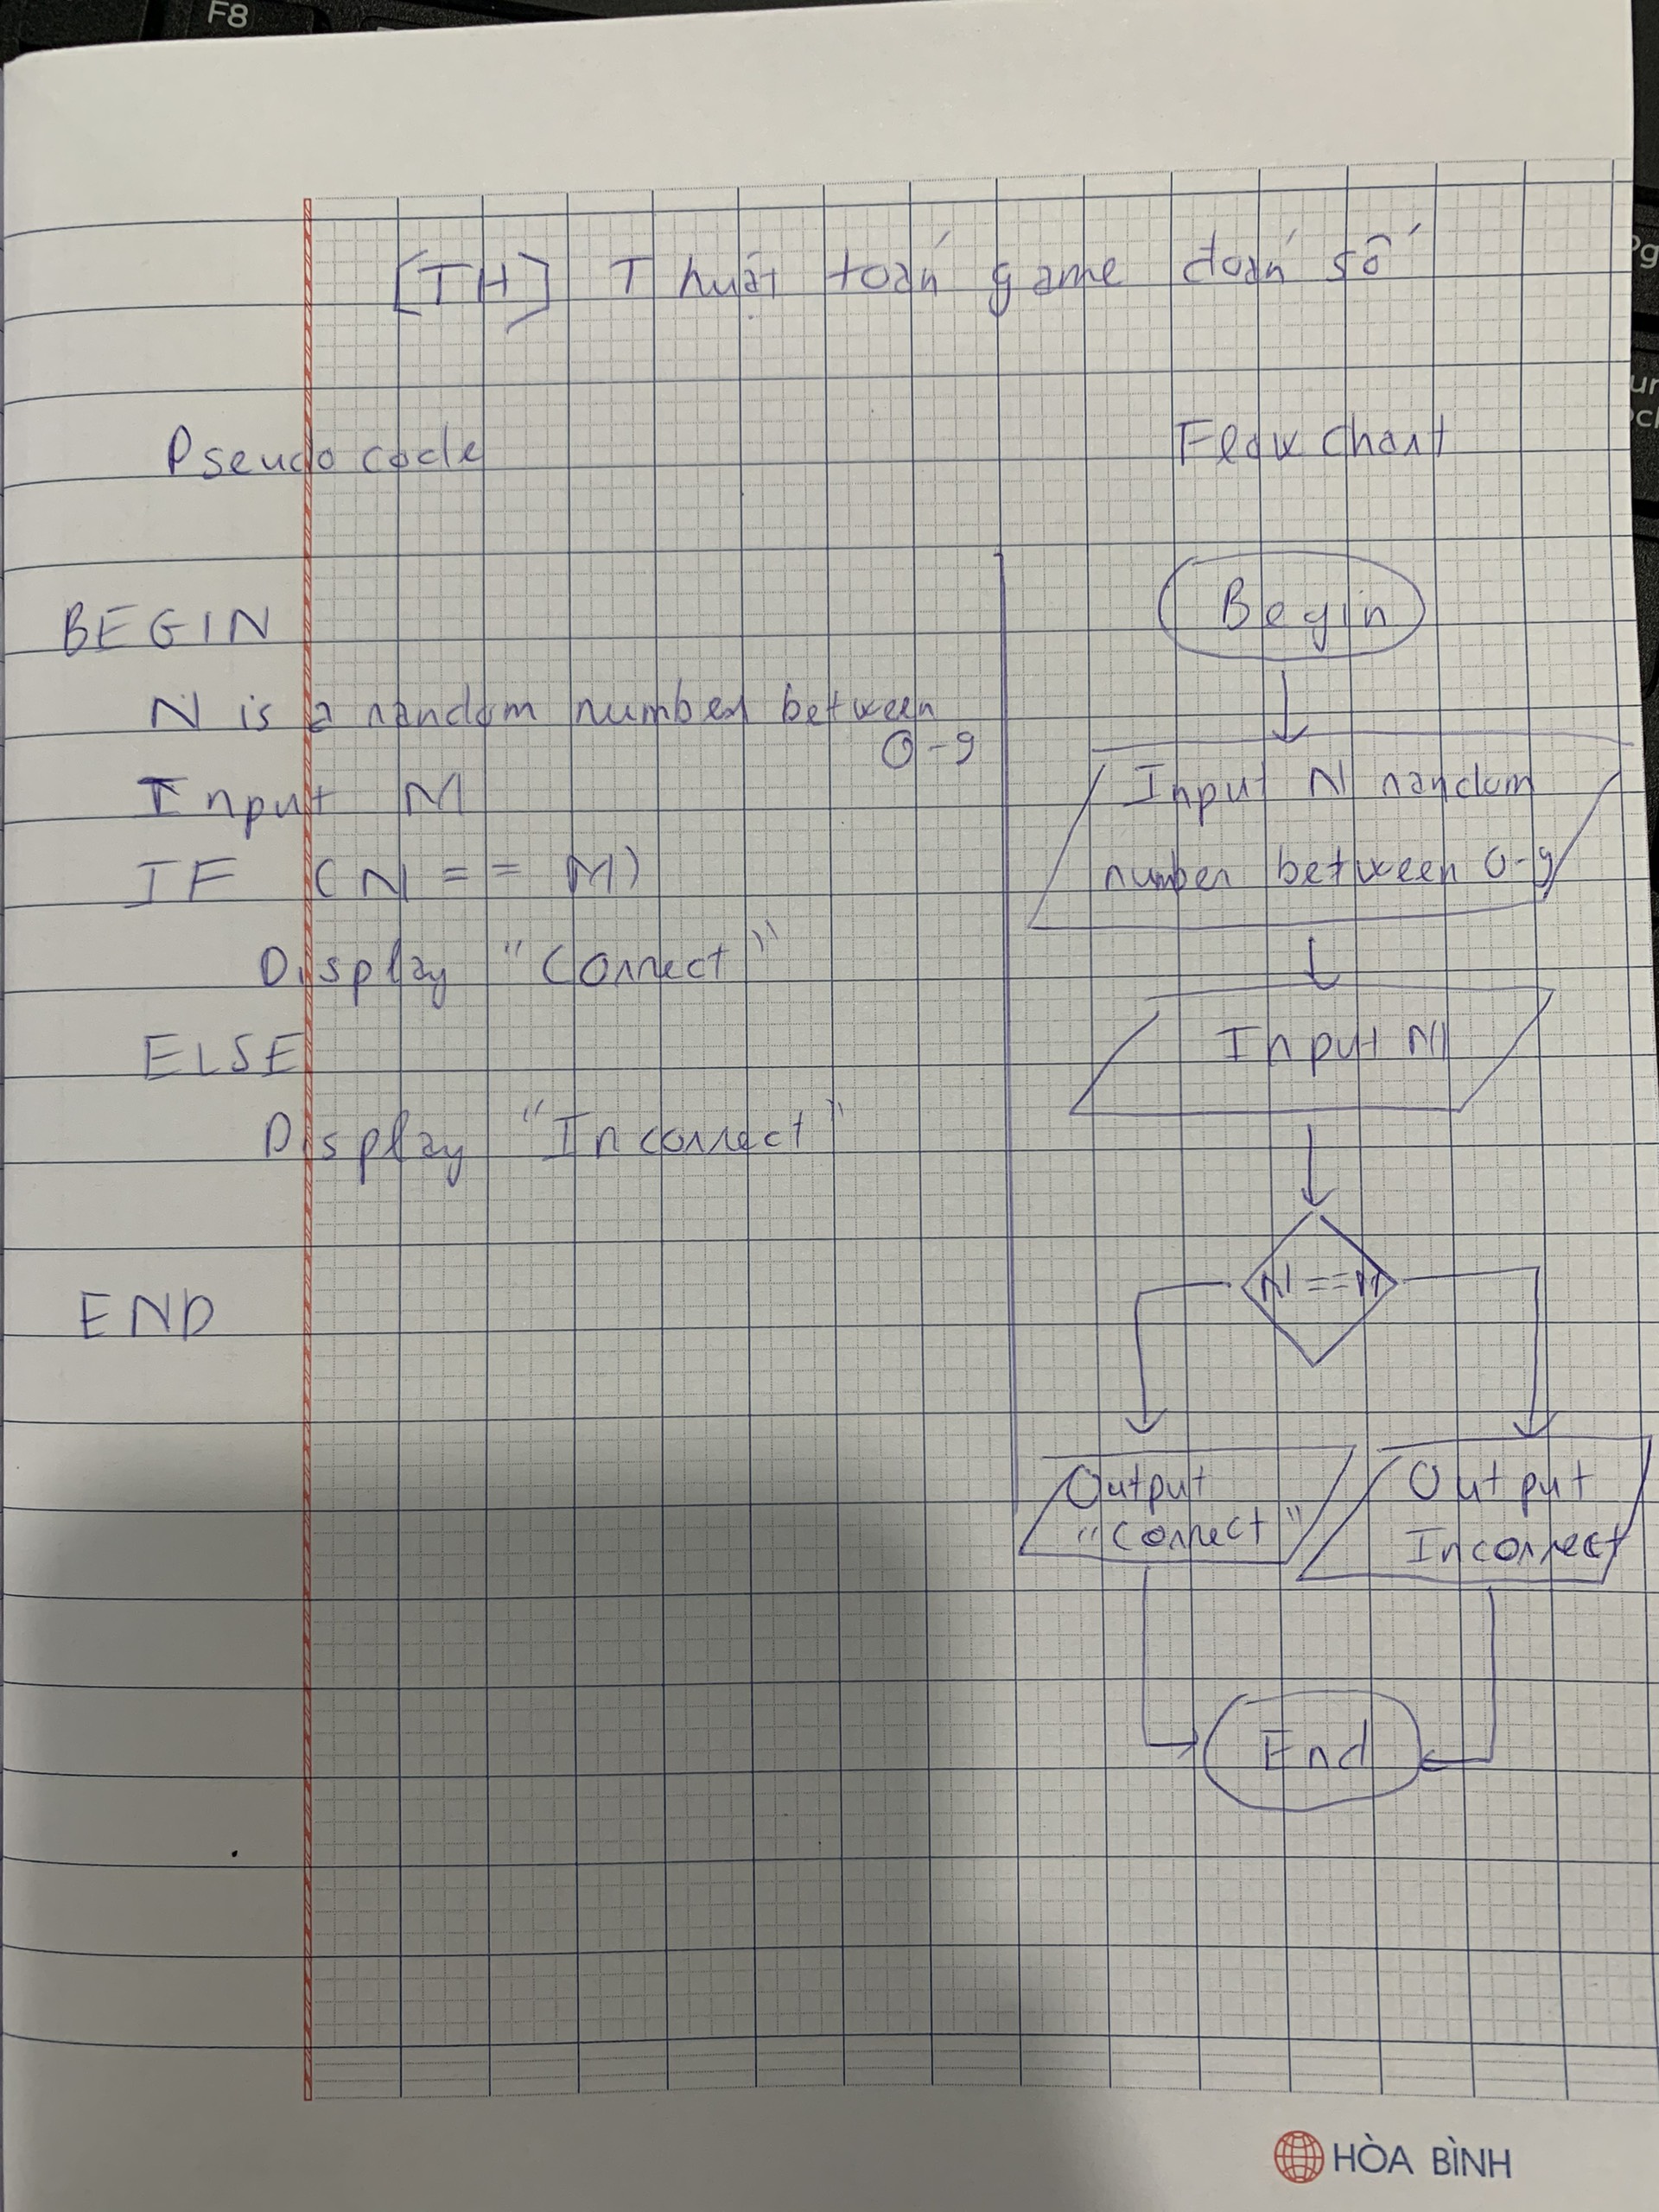 F8
[TH] Thuật toán game đoán số
Pseudo code
BEGIN
N is a random number between
0-9
Input M
IF (N == M)
Display "Correct"
ELSE
Display "Incorrect"
END
Flow chart
Begin
Input N random
number between 0-9
Input M
N==M
Output
"Correct"
Output
Incorrect
End
HÒA BÌNH